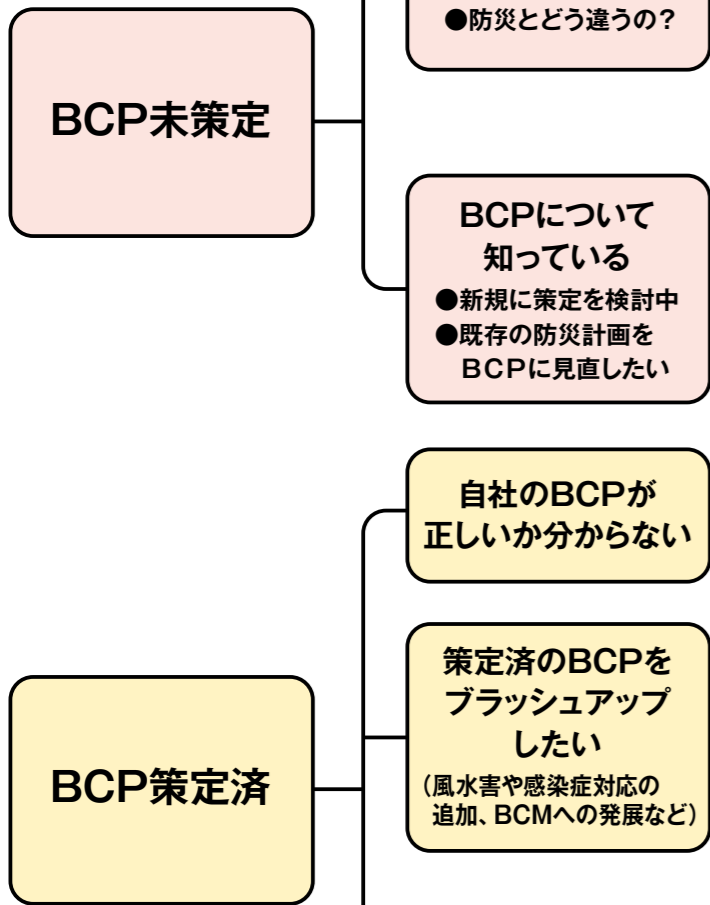 ●防災とどう違うの？
BCP未策定
BCPについて
知っている
●新規に策定を検討中
●既存の防災計画を
BCPに見直したい
自社のBCPが
正しいか分からない
策定済のBCPを
ブラッシュアップ
したい
（風水害や感染症対応の
追加、BCMへの発展など）
BCP策定済